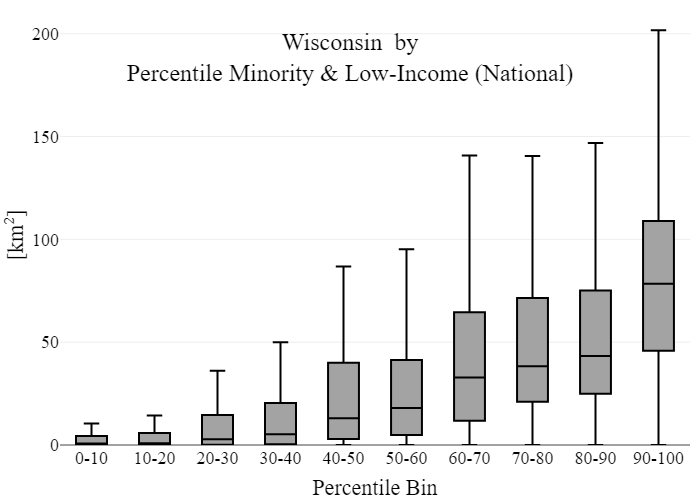 Wisconsin by
Percentile Minority & Low-Income (National)
200
150
100
50
0
[km²]
0-10 10-20 20-30 30-40 40-50 50-60 60-70 70-80 80-90 90-100
Percentile Bin